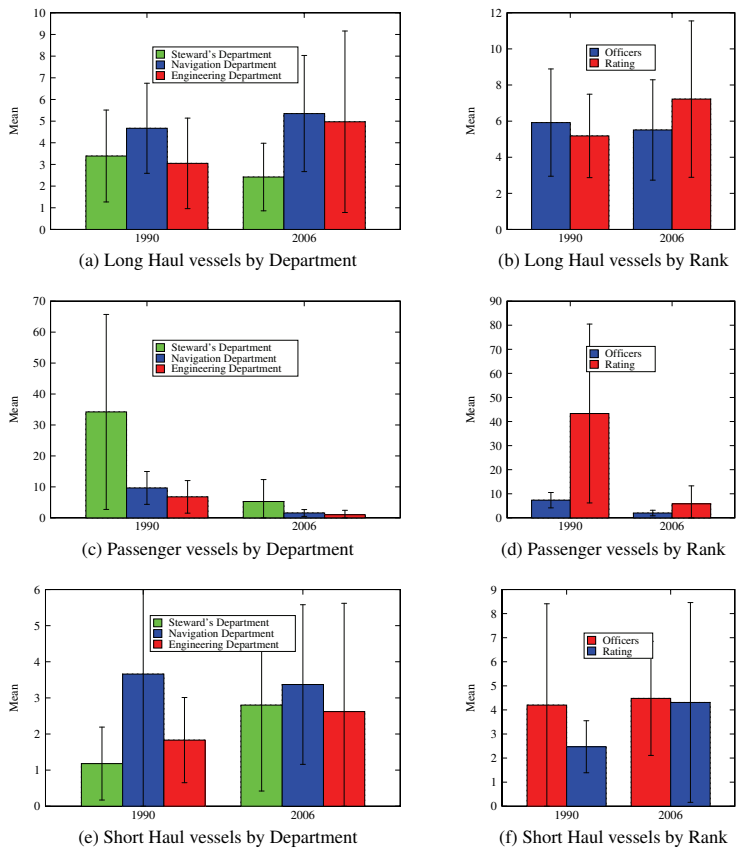 10
9
8
7
6
5
4
3
2
1
0
Mean
Steward's Department
Navigation Department
Engineering Department
1990 2006
(a) Long Haul vessels by Department
12
10
8
6
4
2
0
Mean
Officers
Rating
1990 2006
(b) Long Haul vessels by Rank
70
60
50
40
30
20
10
0
Mean
Steward's Department
Navigation Department
Engineering Department
1990 2006
(c) Passenger vessels by Department
90
80
70
60
50
40
30
20
10
0
Mean
Officers
Rating
1990 2006
(d) Passenger vessels by Rank
6
5
4
3
2
1
0
Mean
Steward's Department
Navigation Department
Engineering Department
1990 2006
(e) Short Haul vessels by Department
9
8
7
6
5
4
3
2
1
0
Mean
Officers
Rating
1990 2006
(f) Short Haul vessels by Rank